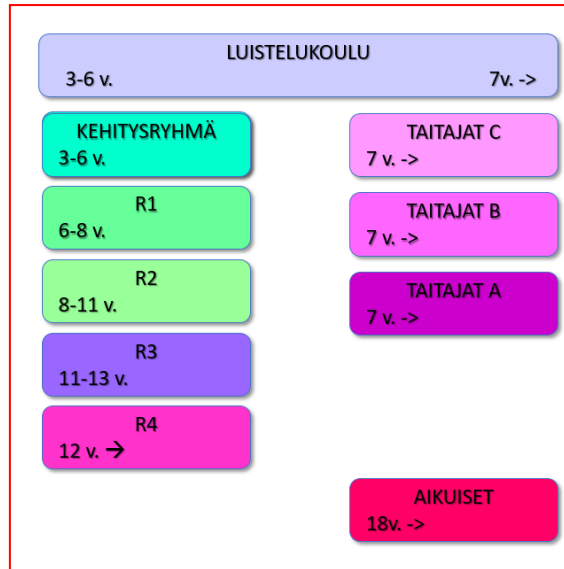 LUISTELUKOULU
3-6 v. 7v. ->
KEHITYSRYHMÄ
3-6 v.
R1
6-8 v.
R2
8-11 v.
R3
11-13 v.
R4
12 v. →
TAITAJAT C
7 v. ->
TAITAJAT B
7 v. ->
TAITAJAT A
7 v. ->
AIKUISET
18v. ->